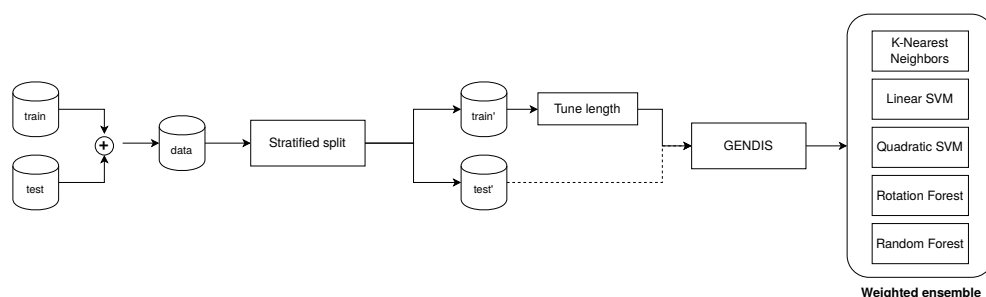 train
test
+
data
Stratified split
train'
test'
Tune length
GENDIS
K-Nearest
Neighbors
Linear SVM
Quadratic SVM
Rotation Forest
Random Forest
Weighted ensemble